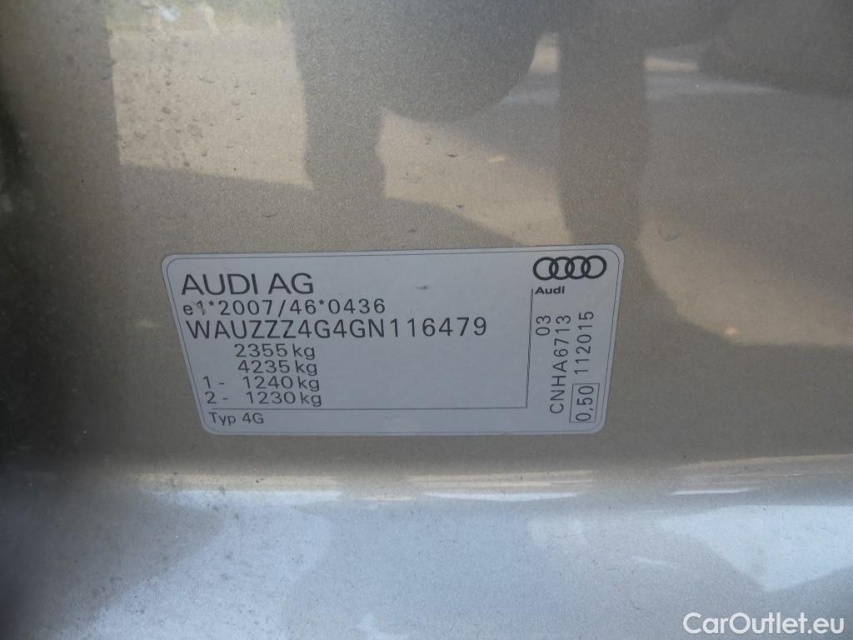 AUDI AG
e1*2007/46*0436
WAUZZZ4G4GN116479
2355 kg
4235 kg
1 - 1240 kg
2 - 1230 kg
Typ 4G
Audi
03
CNHA6713
112015
0,50
CarOutlet.eu